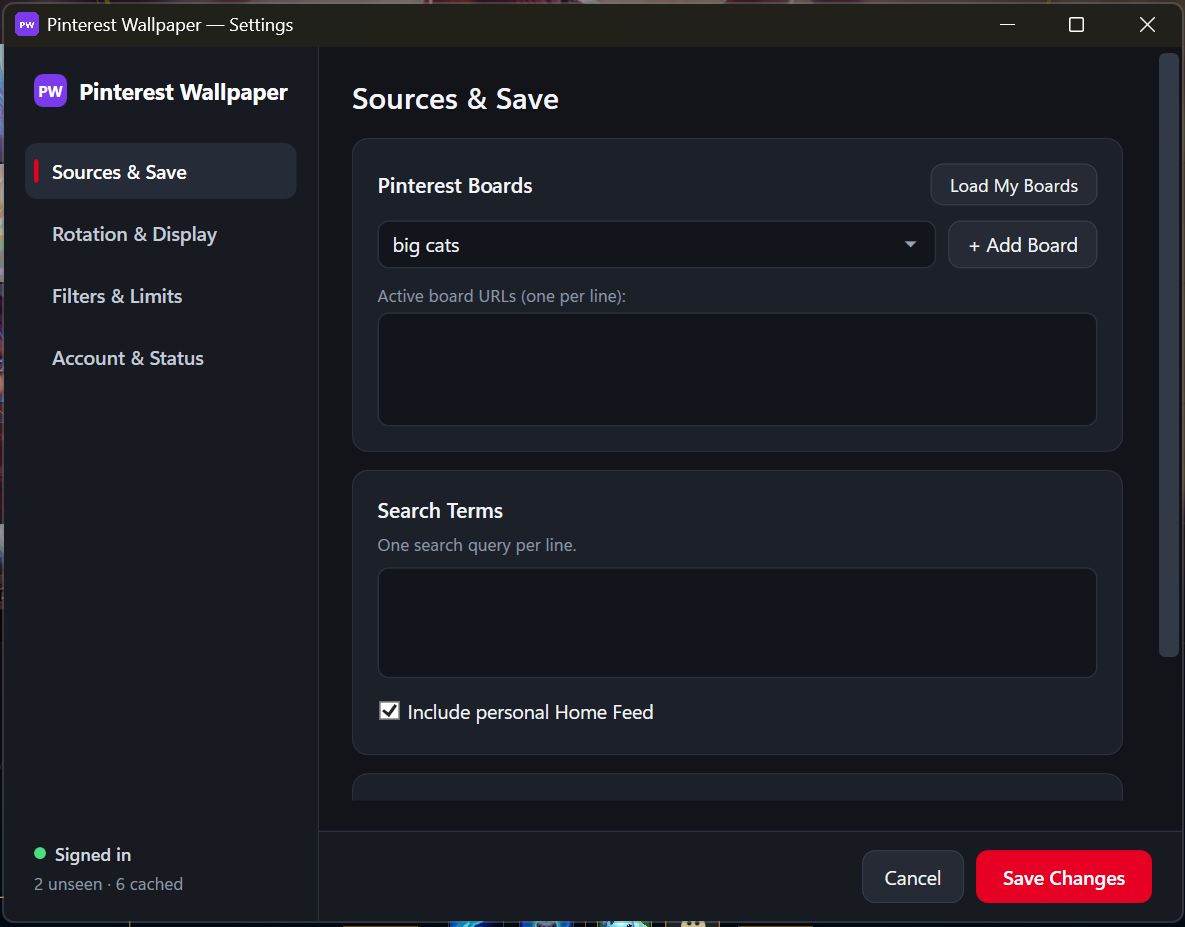 PW Pinterest Wallpaper — Settings
PW Pinterest Wallpaper
Sources & Save
Rotation & Display
Filters & Limits
Account & Status
Signed in
2 unseen · 6 cached
Sources & Save
Pinterest Boards
Load My Boards
big cats
+ Add Board
Active board URLs (one per line):
Search Terms
One search query per line.
Include personal Home Feed
Cancel
Save Changes